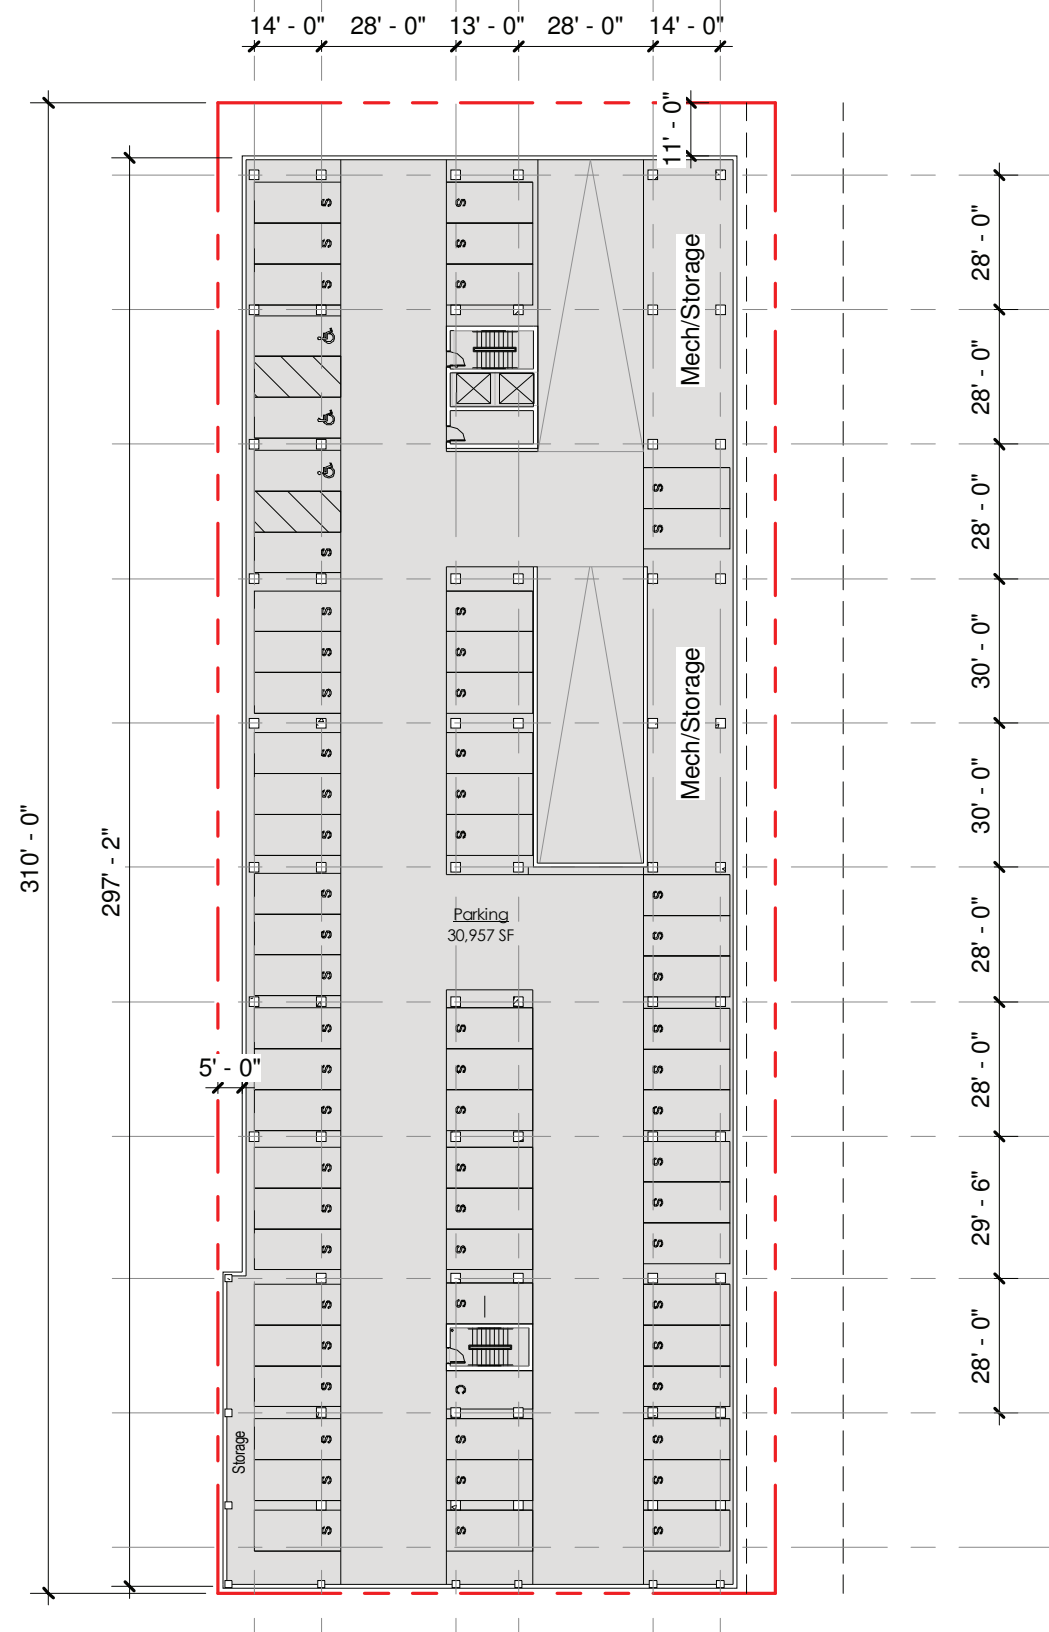 14' - 0" 28' - 0" 13' - 0" 28' - 0" 14' - 0"
11' - 0"
28' - 0"
28' - 0"
28' - 0"
30' - 0"
30' - 0"
28' - 0"
28' - 0"
29' - 6"
28' - 0"
310' - 0"
297' - 2"
5' - 0"
Mech/Storage
Mech/Storage
Parking
30,957 SF
Storage
S S
S S
S S
S
S
S
S S
S S
S S
S S
S S
S S
S S
S S
S S
S S S
S S S
S S S
S S S
S S S
S S S
S S S
S S
S C S
S S S
S S S
S S S